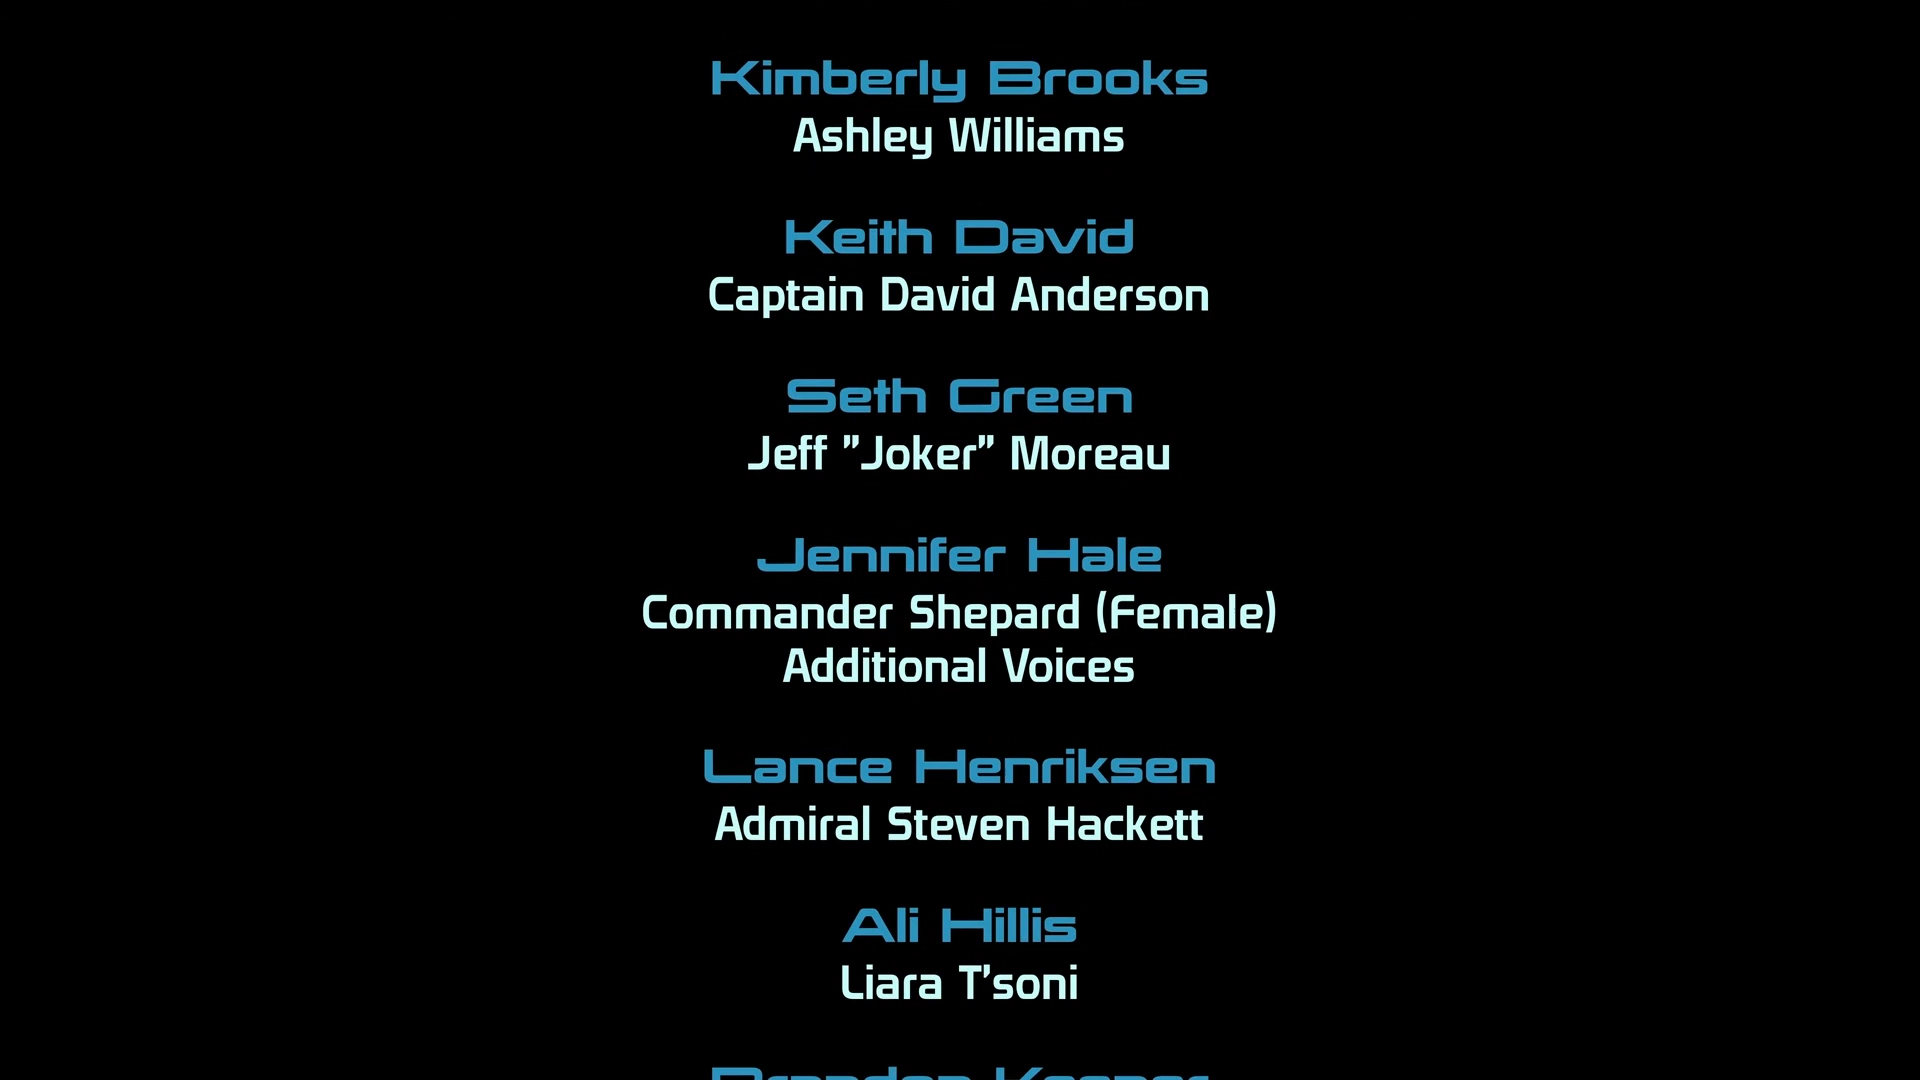 Kimberly Brooks
Ashley Williams
Keith David
Captain David Anderson
Seth Green
Jeff "Joker" Moreau
Jennifer Hale
Commander Shepard (Female)
Additional Voices
Lance Henriksen
Admiral Steven Hackett
Ali Hillis
Liara T'soni